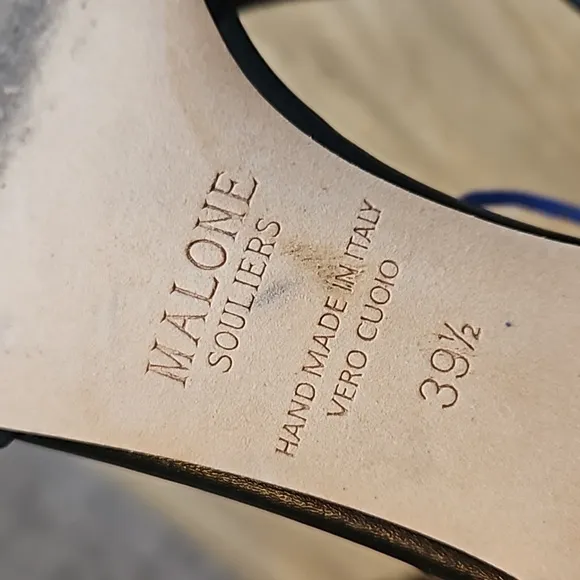 MALONE
SOULIERS
HAND MADE IN ITALY
VERO CUOIO
39½